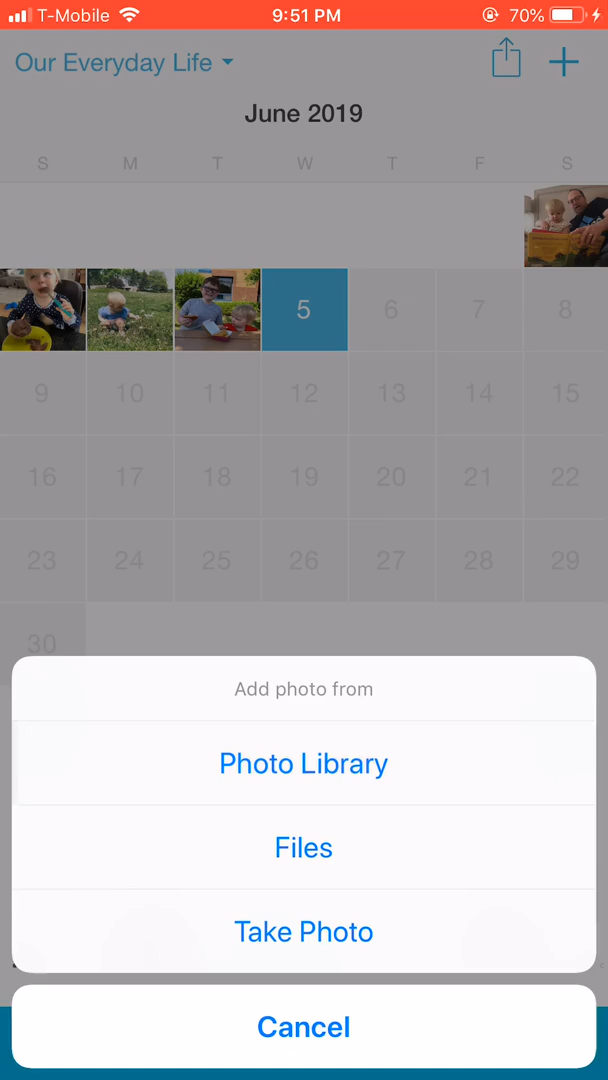 T-Mobile 9:51 PM 70%
Our Everyday Life
June 2019
S M T W T F S
5 6 7 8
9 10 11 12 13 14 15
16 17 18 19 20 21 22
23 24 25 26 27 28 29
30
Add photo from
Photo Library
Files
Take Photo
Cancel